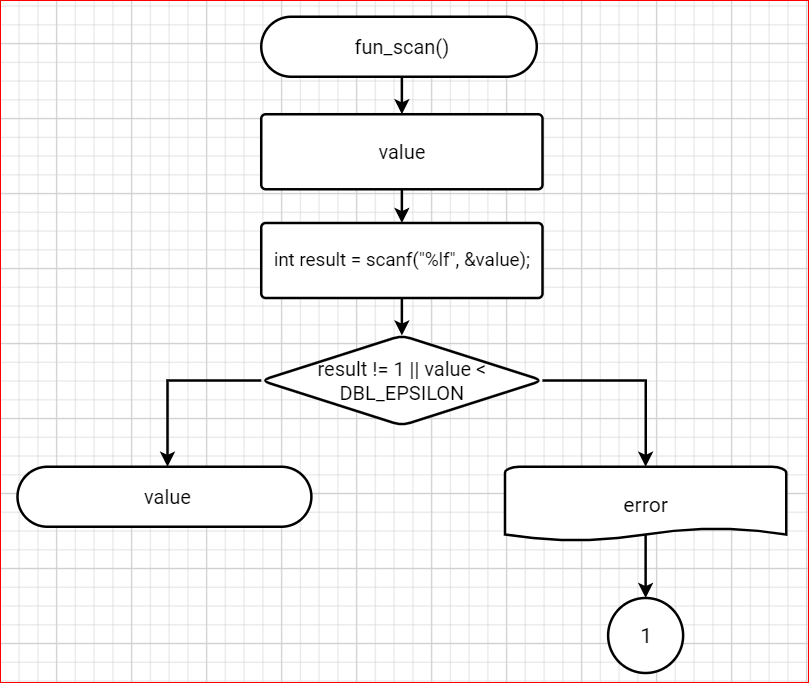 fun_scan()
value
int result = scanf("%lf", &value);
result != 1 || value <
DBL_EPSILON
value
error
1